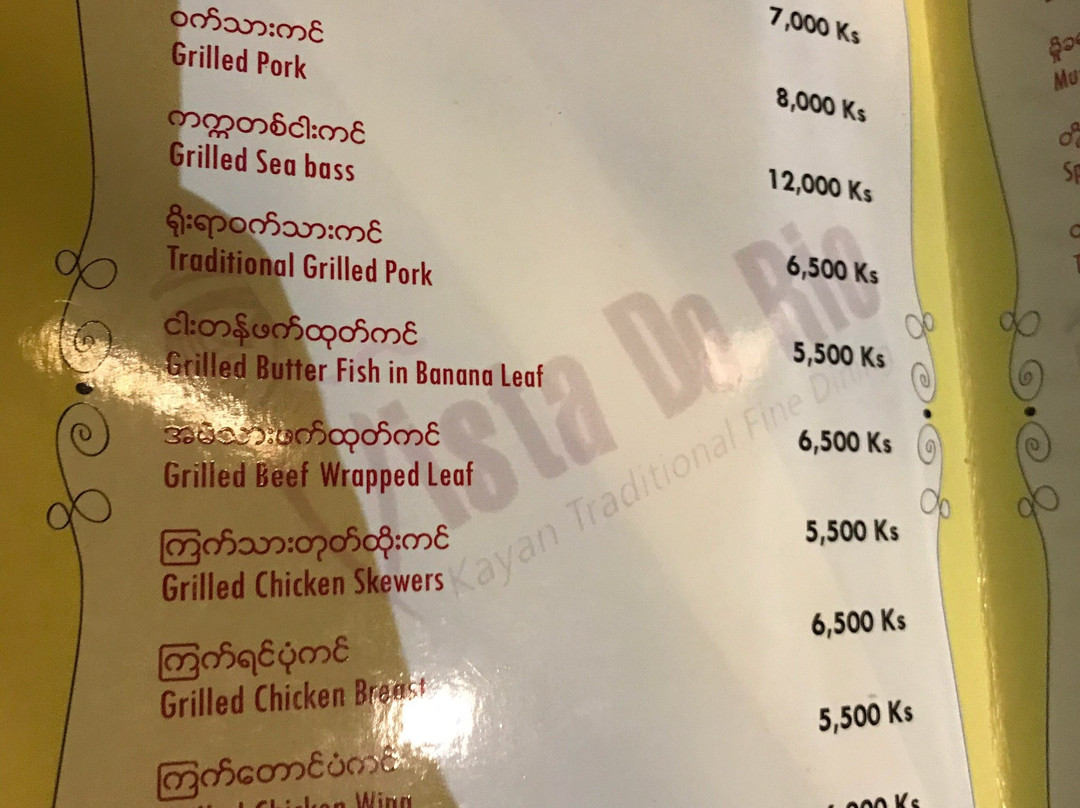 ဝက်သားကင်
Grilled Pork
ကက္ကတစ်ငါးကင်
Grilled Sea bass
ရိုးရာဝက်သားကင်
Traditional Grilled Pork
ငါးတန်ဖက်ထုတ်ကင်
Grilled Butter Fish in Banana Leaf
အမဲသားဖက်ထုတ်ကင်
Grilled Beef Wrapped Leaf
ကြက်သားတုတ်ထိုးကင်
Grilled Chicken Skewers
ကြက်ရင်ပုံကင်
Grilled Chicken Breast
ကြက်တောင်ပံကင်
Chicken Wing
7,000 Ks
8,000 Ks
12,000 Ks
6,500 Ks
5,500 Ks
6,500 Ks
5,500 Ks
6,500 Ks
5,500 Ks
Ks
Vista Do Rio
Kayan Traditional Fine